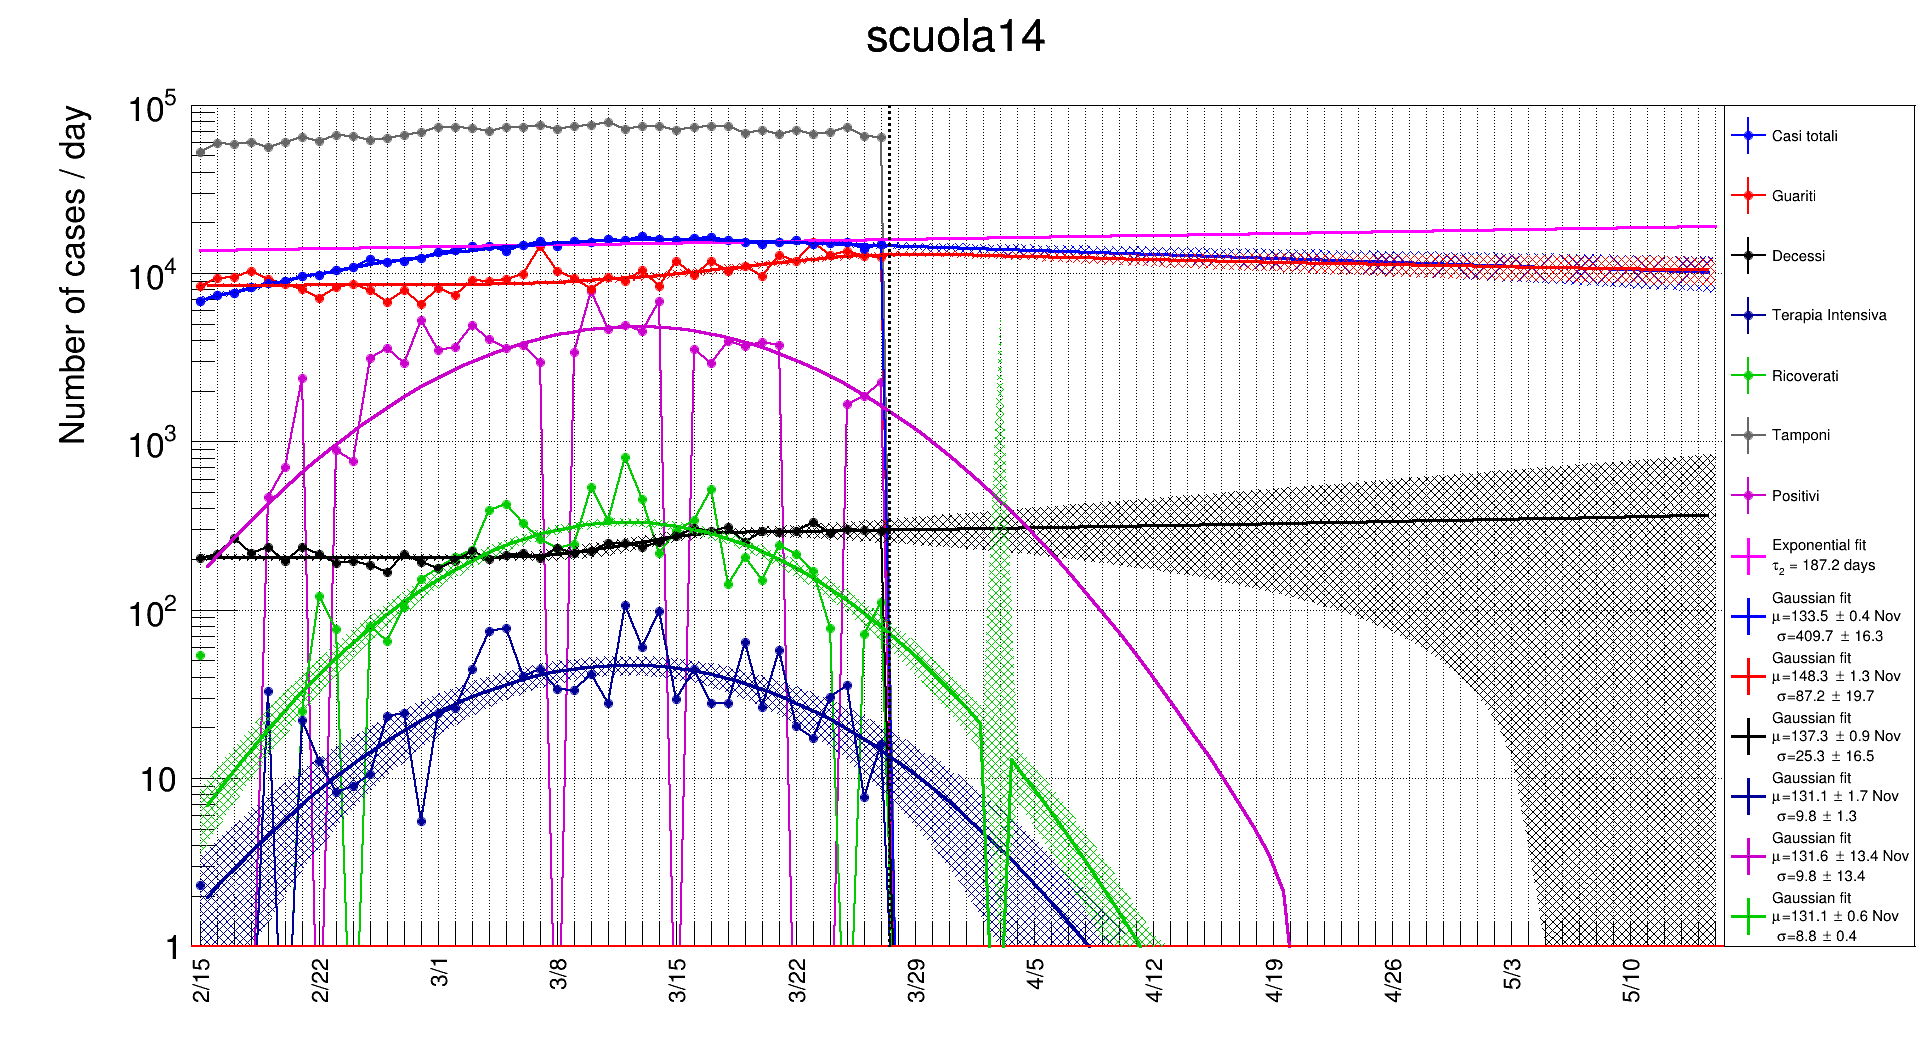 scuola14
Number of cases / day
10^5
10^4
10^3
10^2
10
1
2/15
2/22
3/1
3/8
3/15
3/22
3/29
4/5
4/12
4/19
4/26
5/3
5/10
Casi totali
Guariti
Decessi
Terapia Intensiva
Ricoverati
Tamponi
Positivi
Exponential fit
τ₂ = 187.2 days
Gaussian fit
μ=133.5 ± 0.4 Nov
σ=409.7 ± 16.3
Gaussian fit
μ=148.3 ± 1.3 Nov
σ=87.2 ± 19.7
Gaussian fit
μ=137.3 ± 0.9 Nov
σ=25.3 ± 16.5
Gaussian fit
μ=131.1 ± 1.7 Nov
σ=9.8 ± 1.3
Gaussian fit
μ=131.6 ± 13.4 Nov
σ=9.8 ± 13.4
Gaussian fit
μ=131.1 ± 0.6 Nov
σ=8.8 ± 0.4